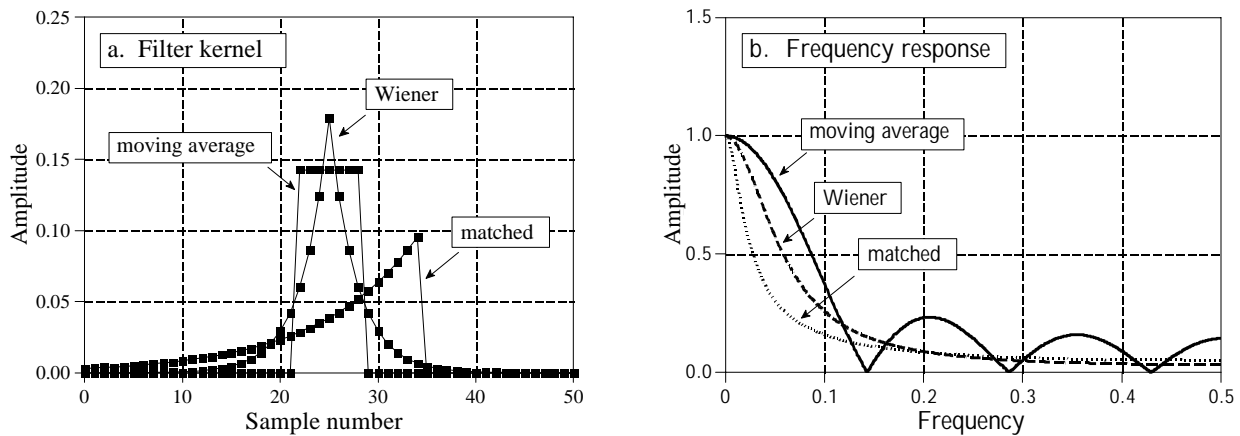 a. Filter kernel
Wiener
moving average
matched
Amplitude
0.25
0.20
0.15
0.10
0.05
0.00
0 10 20 30 40 50
Sample number
b. Frequency response
moving average
Wiener
matched
Amplitude
1.5
1.0
0.5
0.0
0 0.1 0.2 0.3 0.4 0.5
Frequency